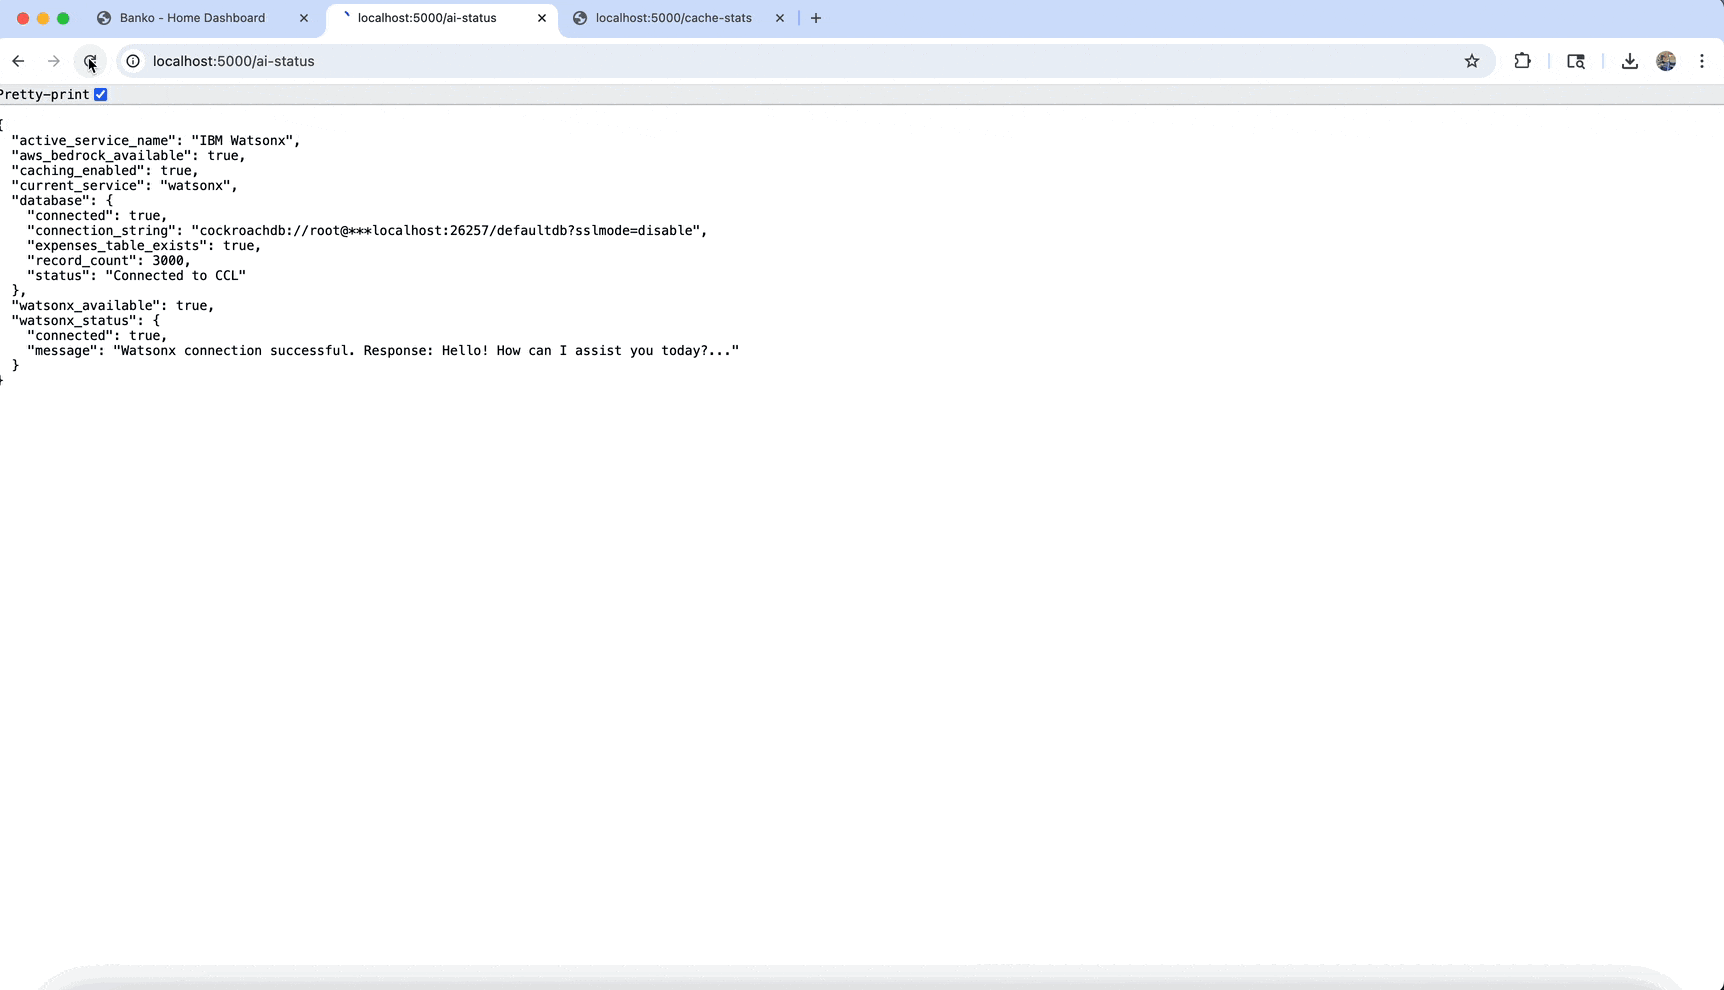 Banko - Home Dashboard
localhost:5000/ai-status
localhost:5000/cache-stats
localhost:5000/ai-status
Pretty-print
{
"active_service_name": "IBM Watsonx",
"aws_bedrock_available": true,
"caching_enabled": true,
"current_service": "watsonx",
"database": {
"connected": true,
"connection_string": "cockroachdb://root@***localhost:26257/defaultdb?sslmode=disable",
"expenses_table_exists": true,
"record_count": 3000,
"status": "Connected to CCL"
},
"watsonx_available": true,
"watsonx_status": {
"connected": true,
"message": "Watsonx connection successful. Response: Hello! How can I assist you today?..."
}
}